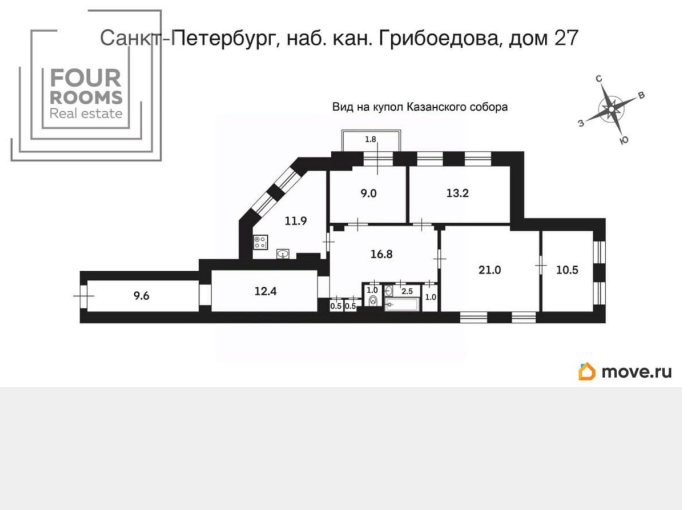 Санкт-Петербург, наб. кан. Грибоедова, дом 27
FOUR
ROOMS
Real estate
Вид на купол Казанского собора
С
В
З
Ю
1.8
9.0
13.2
11.9
16.8
21.0
10.5
9.6
12.4
1.0
2.5
1.0
0.5
0.5
move.ru